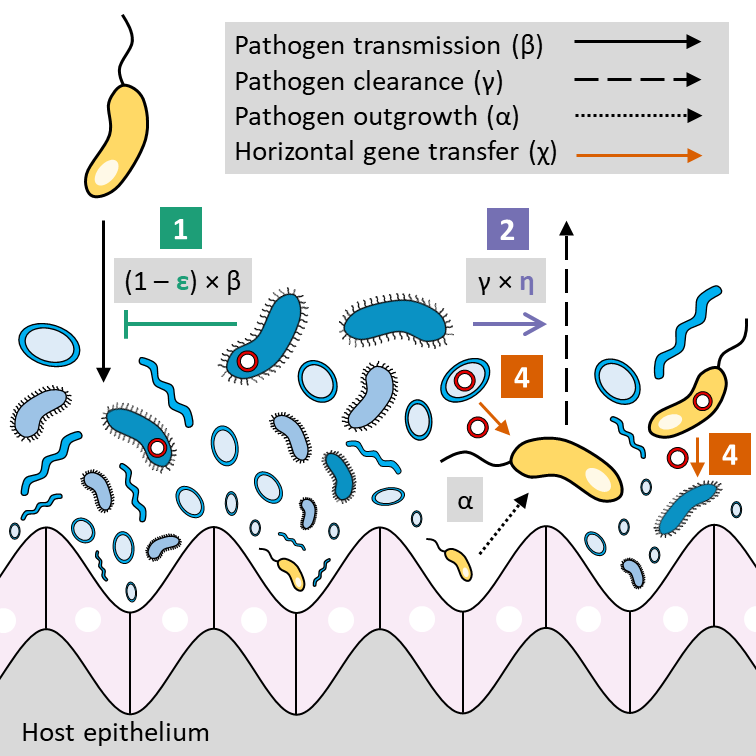 Pathogen transmission (β)
Pathogen clearance (γ)
Pathogen outgrowth (α)
Horizontal gene transfer (χ)
1
2
(1 – ε) × β
γ × η
4
4
α
Host epithelium